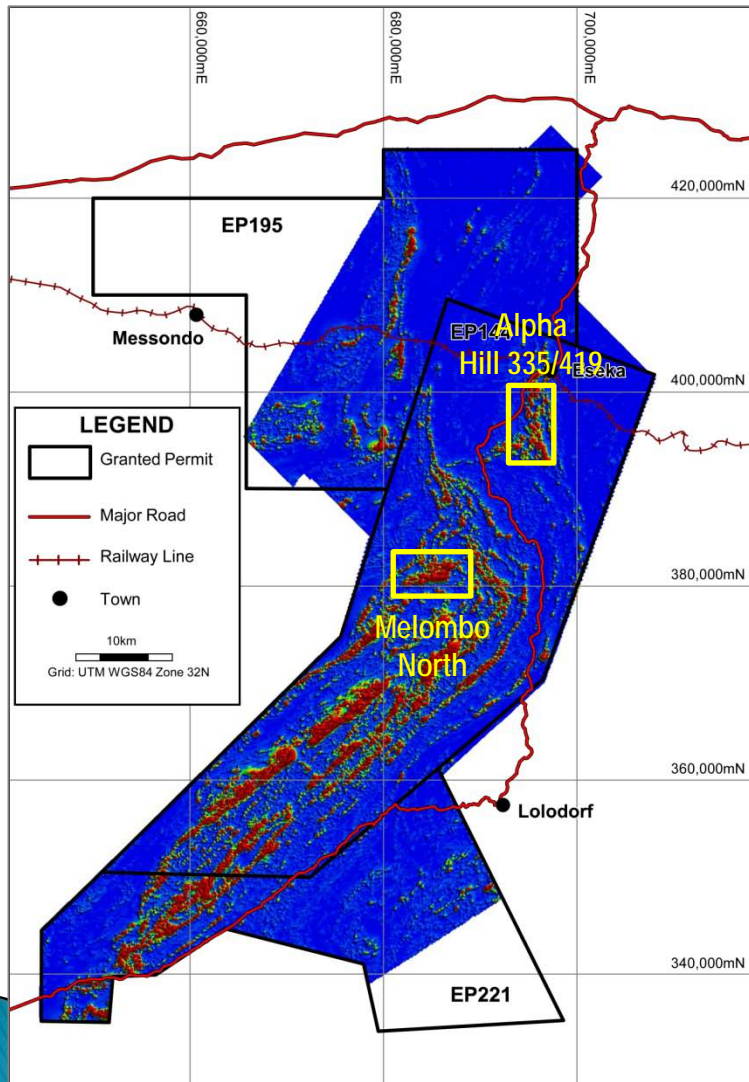 660,000mE
680,000mE
700,000mE
420,000mN
EP195
Messondo
EP144
Alpha
Hill 335/419
Eseka
400,000mN
LEGEND
Granted Permit
Major Road
Railway Line
Town
10km
Grid: UTM WGS84 Zone 32N
380,000mN
Melombo
North
360,000mN
Lolodorf
340,000mN
EP221